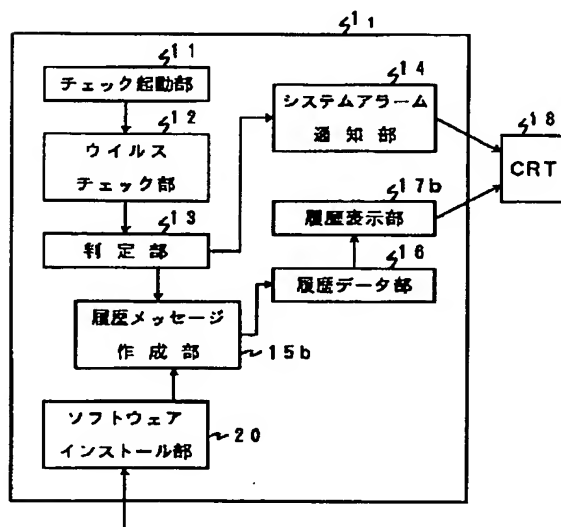 11
11
チェック起動部
12
ウイルス
チェック部
13
判定部
14
システムアラーム
通知部
18
CRT
17b
履歴表示部
16
履歴データ部
履歴メッセージ
作成部
15b
ソフトウェア
インストール部
20